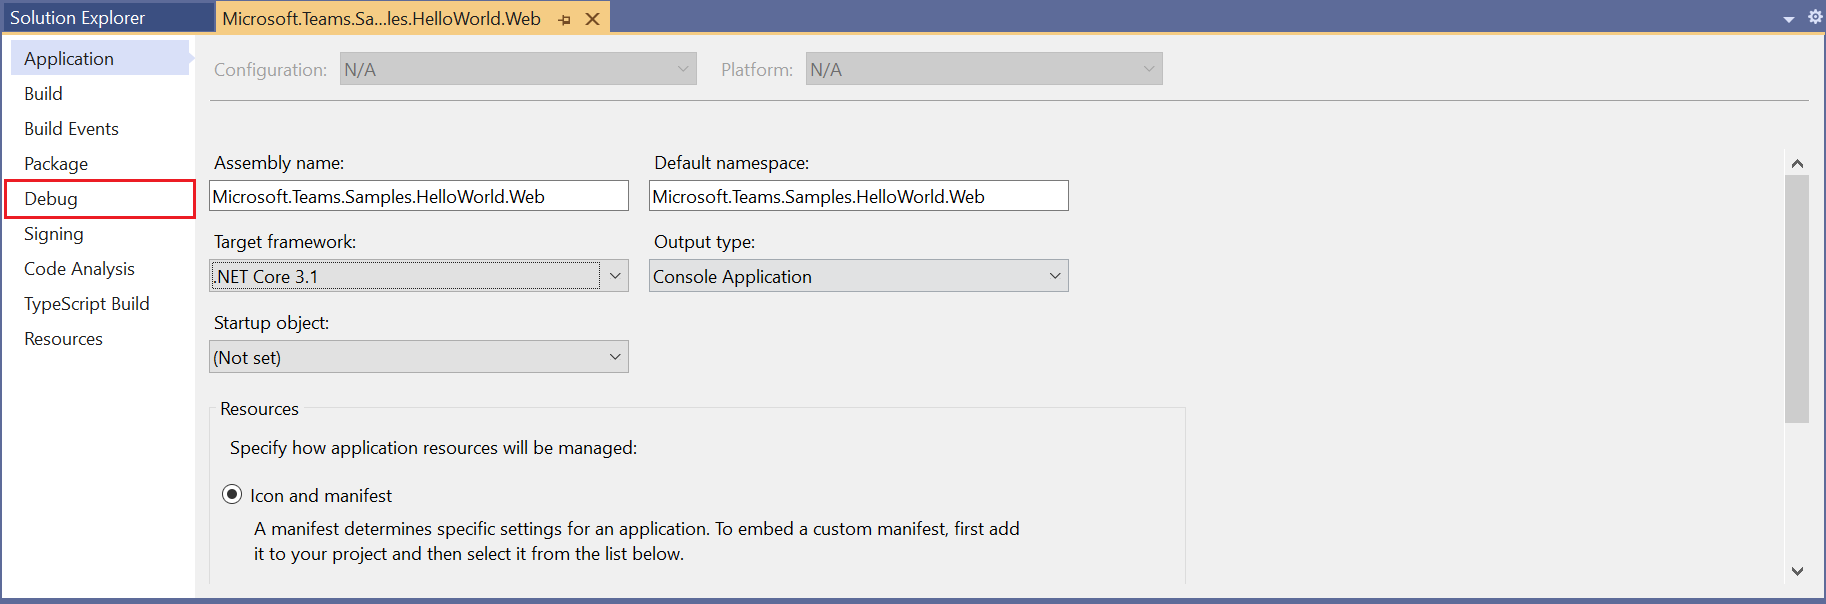 Solution Explorer
Microsoft.Teams.Sa...les.HelloWorld.Web
Application
Build
Build Events
Package
Debug
Signing
Code Analysis
TypeScript Build
Resources
Configuration: N/A Platform: N/A
Assembly name: Default namespace:
Microsoft.Teams.Samples.HelloWorld.Web Microsoft.Teams.Samples.HelloWorld.Web
Target framework: Output type:
.NET Core 3.1 Console Application
Startup object:
(Not set)
Resources
Specify how application resources will be managed:
Icon and manifest
A manifest determines specific settings for an application. To embed a custom manifest, first add
it to your project and then select it from the list below.